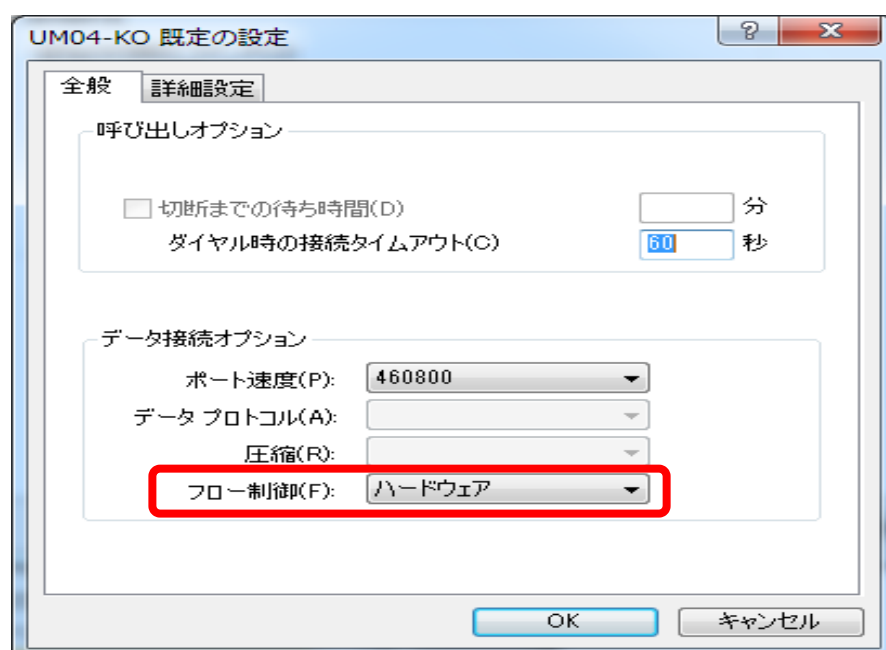 UM04-KO 既定の設定
全般 詳細設定
呼び出しオプション
切断までの待ち時間(D) 分
ダイヤル時の接続タイムアウト(C) 60 秒
データ接続オプション
ポート速度(P): 460800
データ プロトコル(A):
圧縮(R):
フロー制御(F): ハードウェア
OK キャンセル